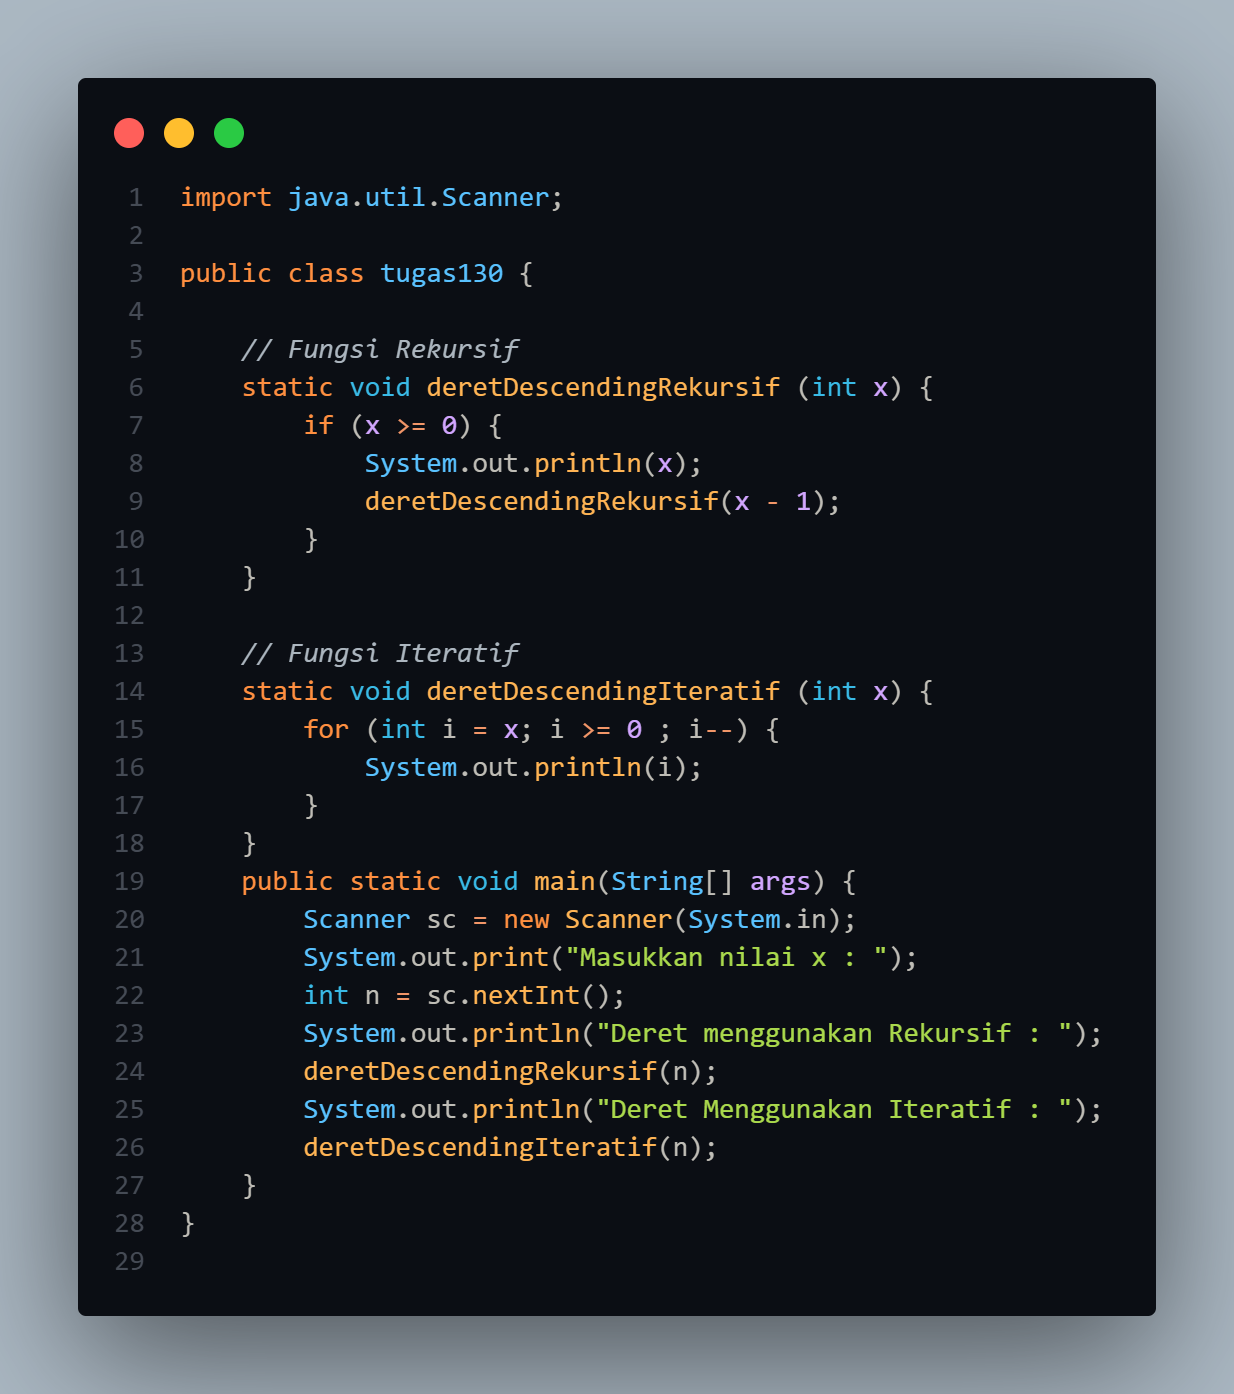 1 import java.util.Scanner;
2
3 public class tugas130 {
4
5     // Fungsi Rekursif
6     static void deretDescendingRekursif (int x) {
7         if (x >= 0) {
8             System.out.println(x);
9             deretDescendingRekursif(x - 1);
10         }
11     }
12
13     // Fungsi Iteratif
14     static void deretDescendingIteratif (int x) {
15         for (int i = x; i >= 0 ; i--) {
16             System.out.println(i);
17         }
18     }
19     public static void main(String[] args) {
20         Scanner sc = new Scanner(System.in);
21         System.out.print("Masukkan nilai x : ");
22         int n = sc.nextInt();
23         System.out.println("Deret menggunakan Rekursif : ");
24         deretDescendingRekursif(n);
25         System.out.println("Deret Menggunakan Iteratif : ");
26         deretDescendingIteratif(n);
27     }
28 }
29